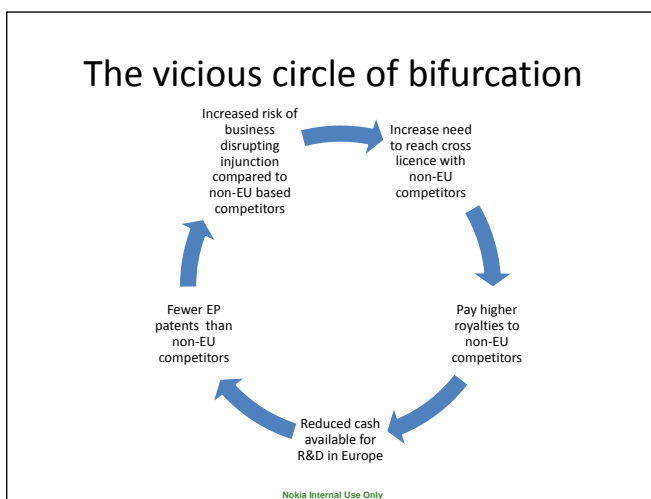 The vicious circle of bifurcation
Increased risk of
business
disrupting
injunction
compared to
non-EU based
competitors
Increase need
to reach cross
licence with
non-EU
competitors
Pay higher
royalties to
non-EU
competitors
Reduced cash
available for
R&D in Europe
Fewer EP
patents than
non-EU
competitors
Nokia Internal Use Only